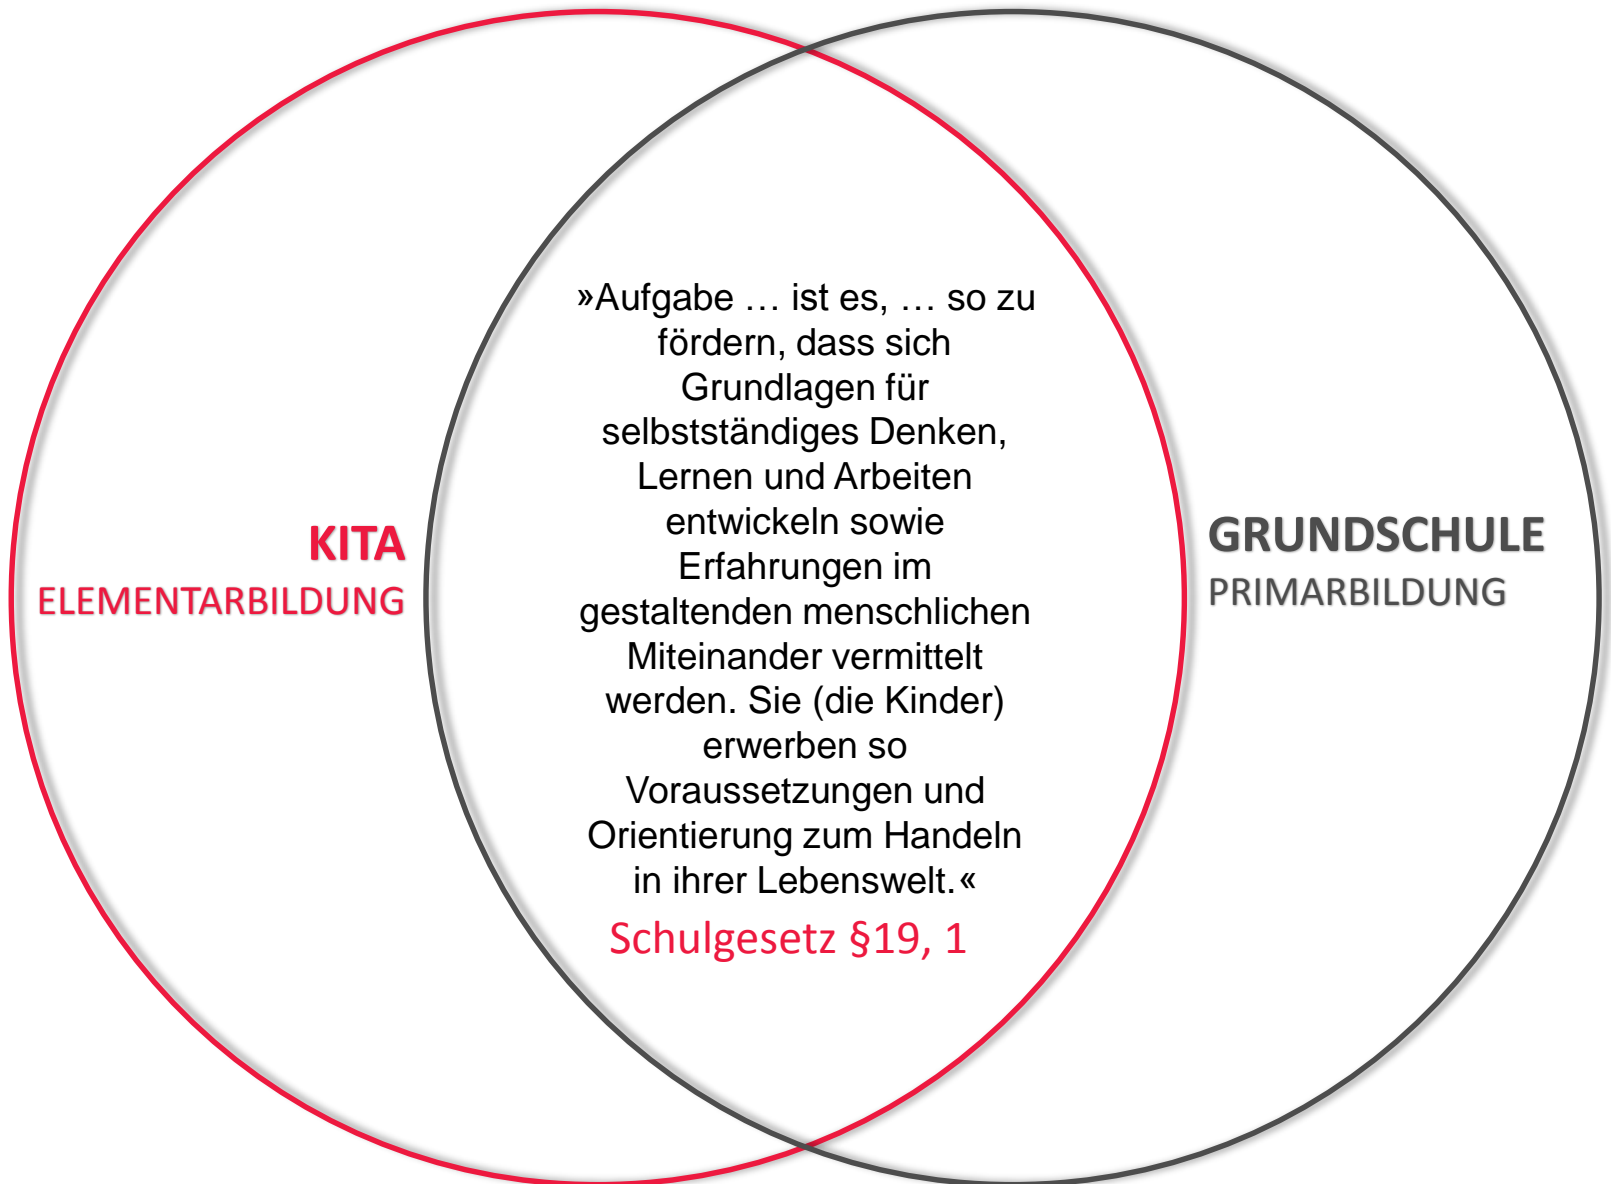 KITA
ELEMENTARBILDUNG
»Aufgabe … ist es, … so zu
fördern, dass sich
Grundlagen für
selbstständiges Denken,
Lernen und Arbeiten
entwickeln sowie
Erfahrungen im
gestaltenden menschlichen
Miteinander vermittelt
werden. Sie (die Kinder)
erwerben so
Voraussetzungen und
Orientierung zum Handeln
in ihrer Lebenswelt.«
Schulgesetz §19, 1
GRUNDSCHULE
PRIMARBILDUNG